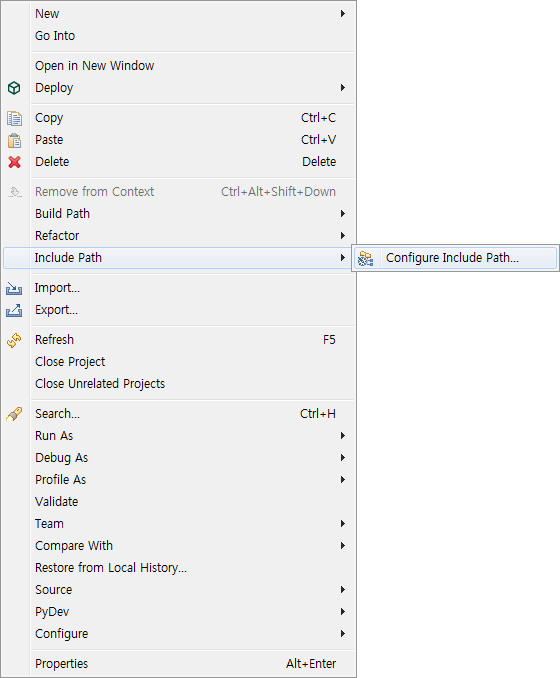 New
Go Into
Open in New Window
Deploy
Copy Ctrl+C
Paste Ctrl+V
Delete Delete
Remove from Context Ctrl+Alt+Shift+Down
Build Path
Refactor
Include Path
Configure Include Path...
Import...
Export...
Refresh F5
Close Project
Close Unrelated Projects
Search... Ctrl+H
Run As
Debug As
Profile As
Validate
Team
Compare With
Restore from Local History...
Source
PyDev
Configure
Properties Alt+Enter